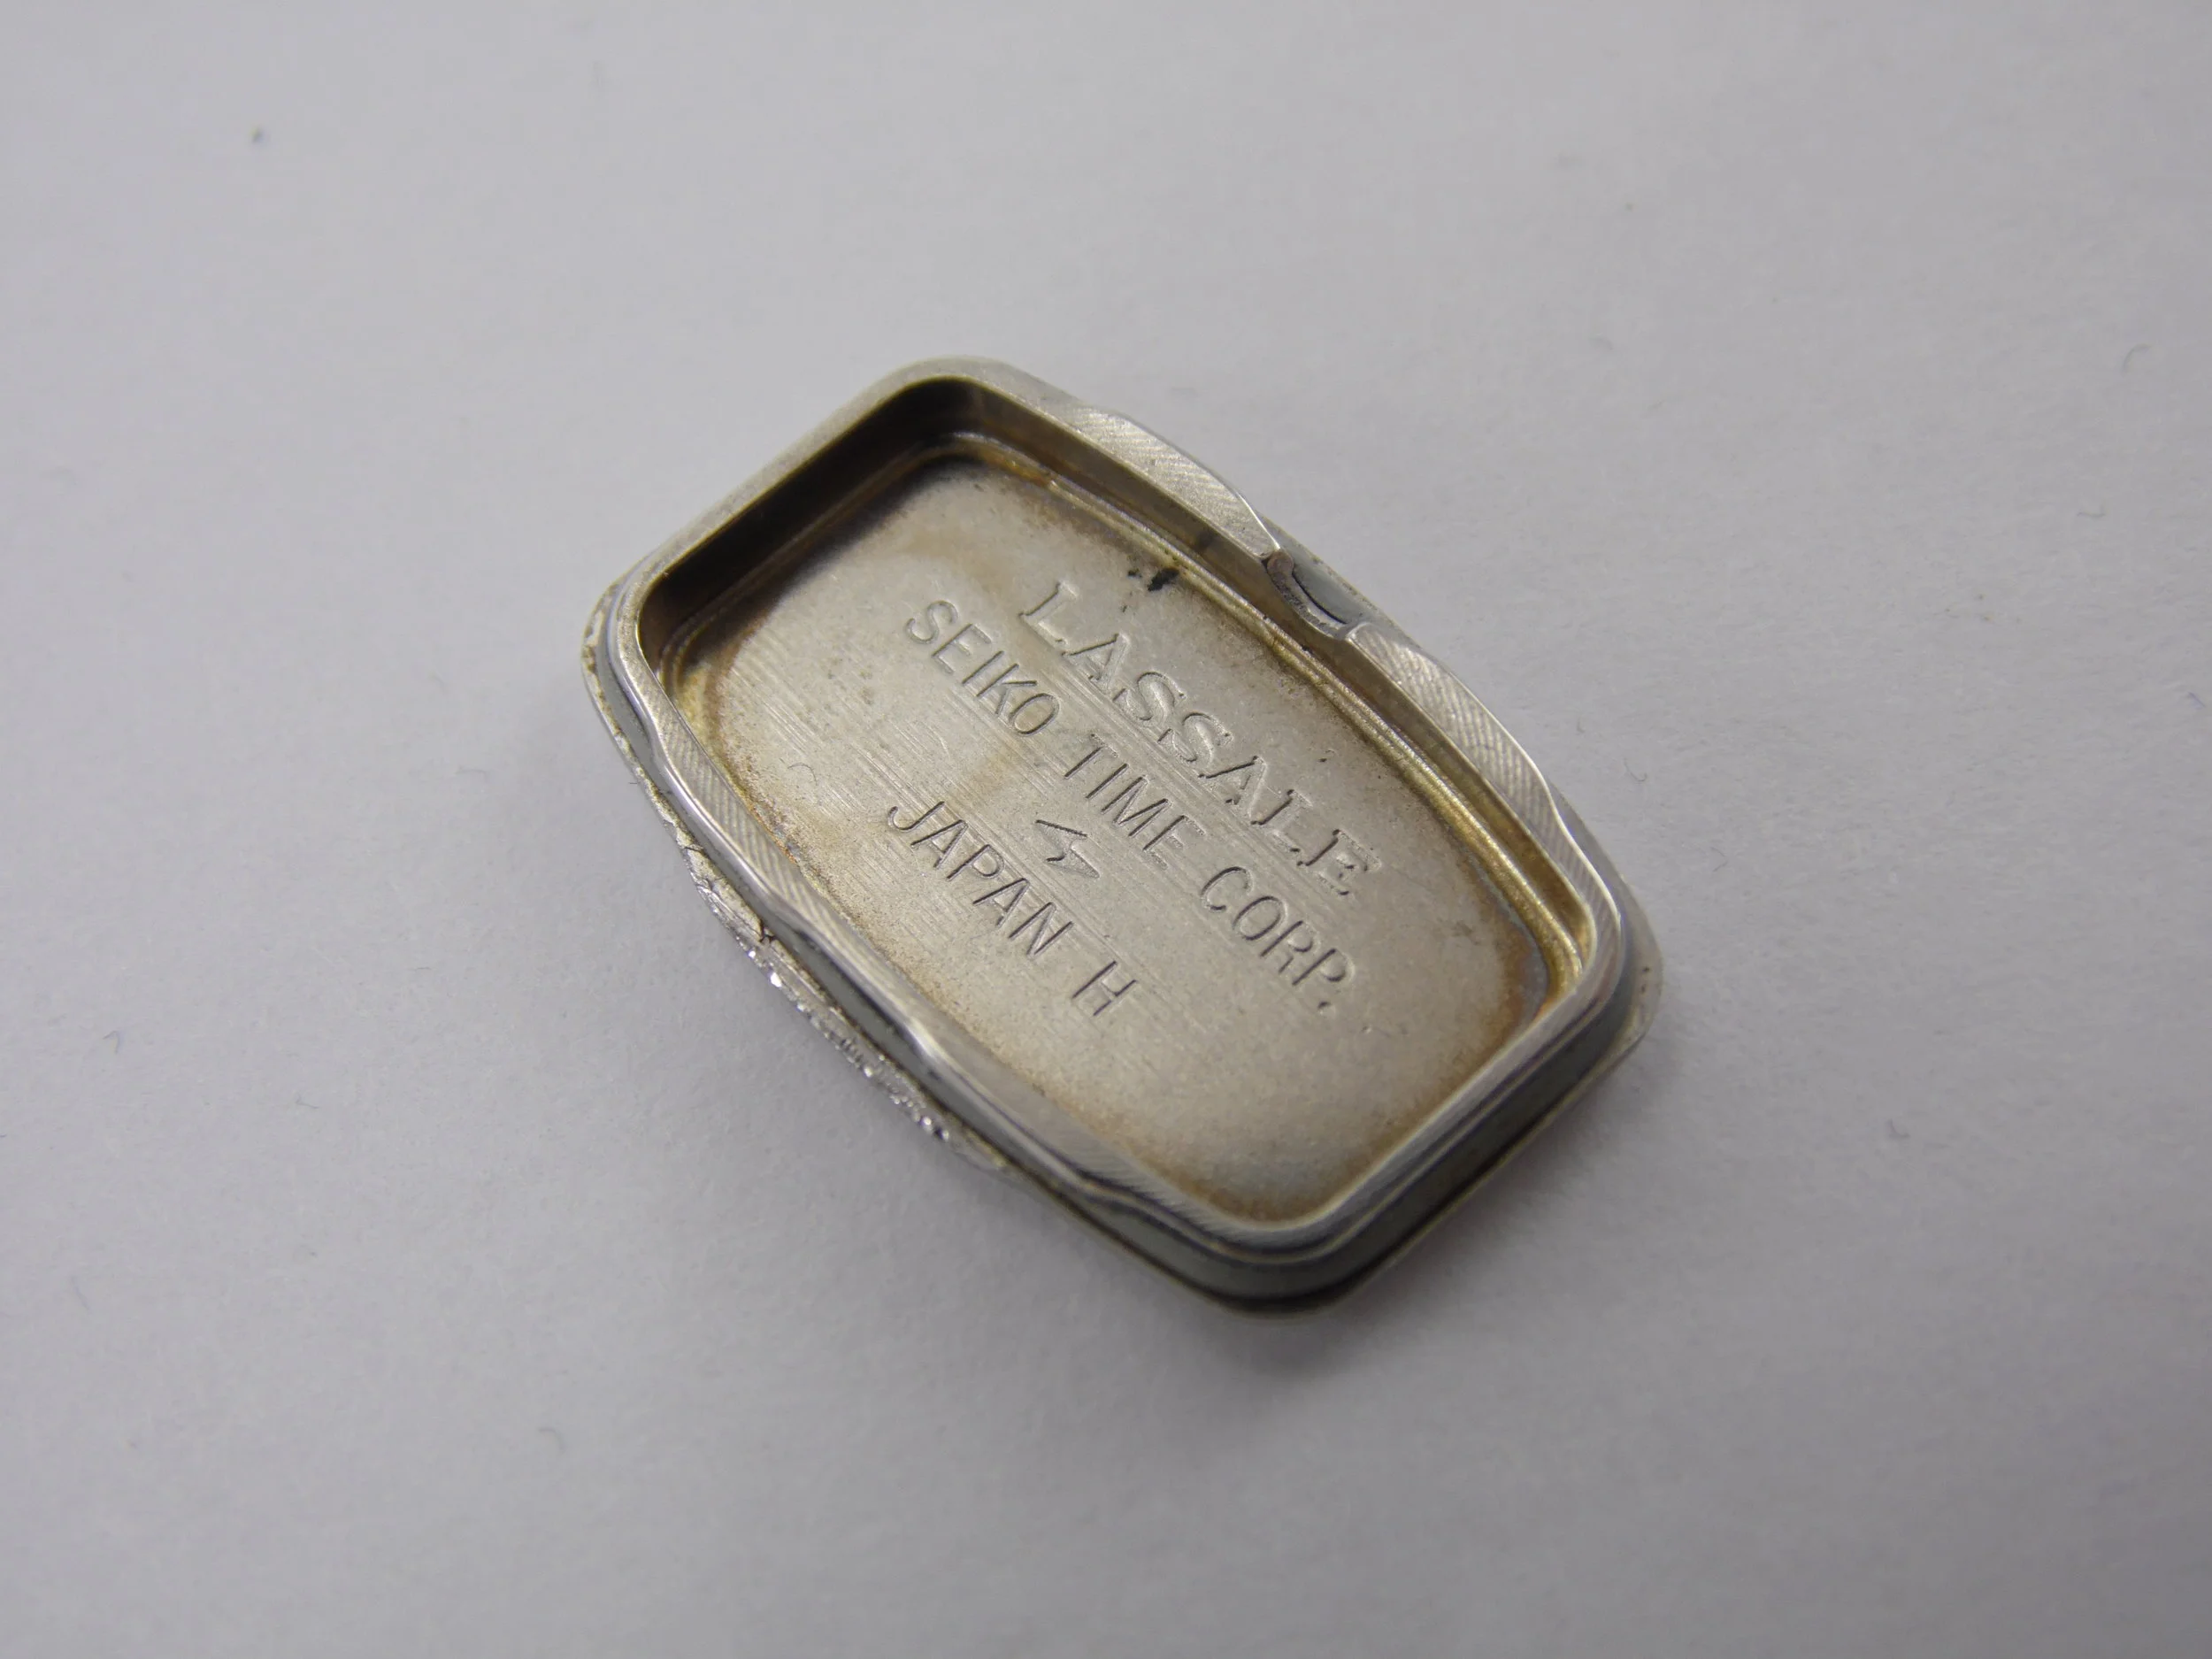 LASSALE
SEIKO TIME CORP.
JAPAN H